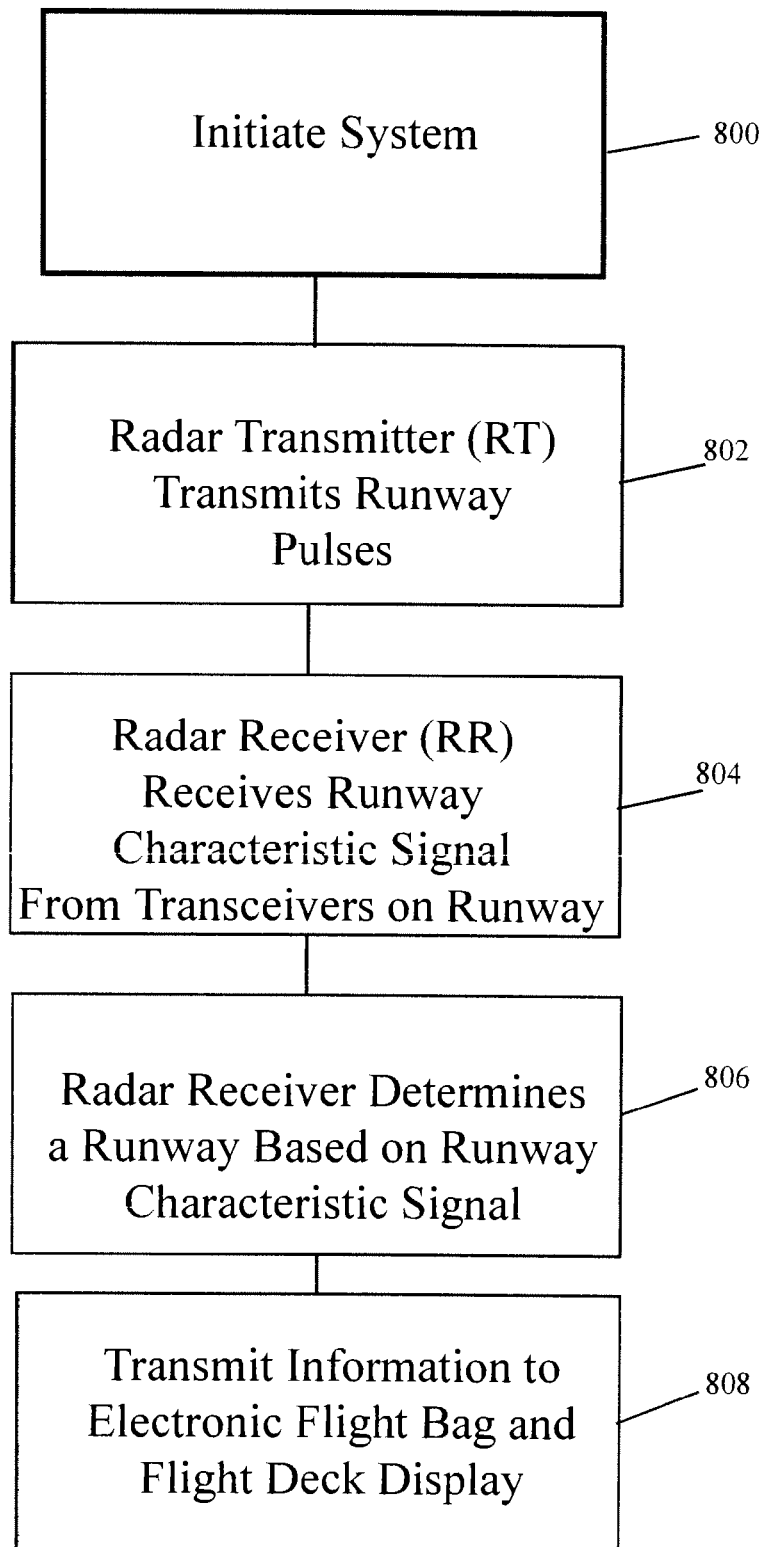 Initiate System
800
Radar Transmitter (RT)
Transmits Runway
Pulses
802
Radar Receiver (RR)
Receives Runway
Characteristic Signal
From Transceivers on Runway
804
Radar Receiver Determines
a Runway Based on Runway
Characteristic Signal
806
Transmit Information to
Electronic Flight Bag and
Flight Deck Display
808